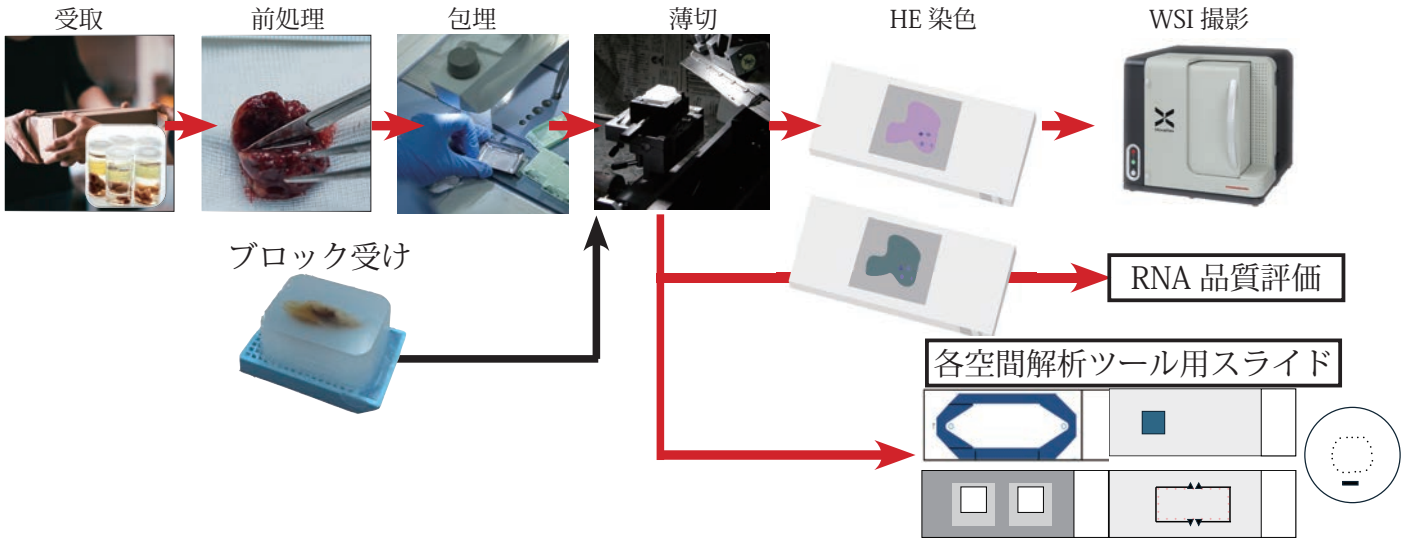 受取
前処理
包埋
薄切
HE 染色
WSI 撮影
ブロック受け
RNA 品質評価
各空間解析ツール用スライド